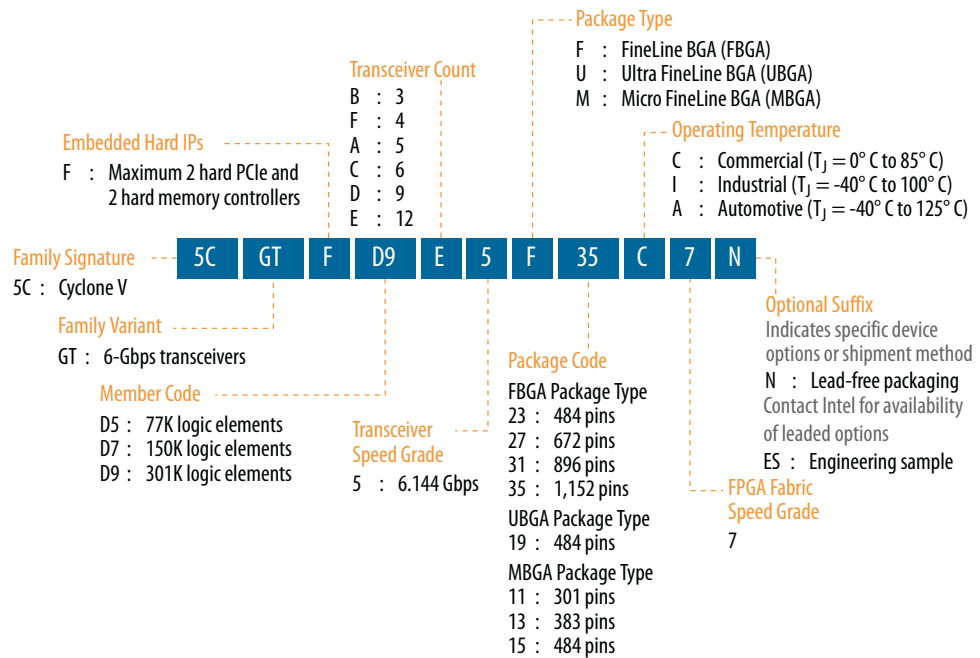 Package Type
F : FineLine BGA (FBGA)
U : Ultra FineLine BGA (UBGA)
M : Micro FineLine BGA (MBGA)
Transceiver Count
B : 3
F : 4
A : 5
C : 6
D : 9
E : 12
Embedded Hard IPs
F : Maximum 2 hard PCIe and
2 hard memory controllers
Operating Temperature
C : Commercial (TJ = 0° C to 85° C)
I : Industrial (TJ = -40° C to 100° C)
A : Automotive (TJ = -40° C to 125° C)
5C GT F D9 E 5 F 35 C 7 N
Family Signature
5C : Cyclone V
Family Variant
GT : 6-Gbps transceivers
Member Code
D5 : 77K logic elements
D7 : 150K logic elements
D9 : 301K logic elements
Transceiver
Speed Grade
5 : 6.144 Gbps
Package Code
FBGA Package Type
23 : 484 pins
27 : 672 pins
31 : 896 pins
35 : 1,152 pins
UBGA Package Type
19 : 484 pins
MBGA Package Type
11 : 301 pins
13 : 383 pins
15 : 484 pins
FPGA Fabric
Speed Grade
7
Optional Suffix
Indicates specific device
options or shipment method
N : Lead-free packaging
Contact Intel for availability
of leaded options
ES : Engineering sample